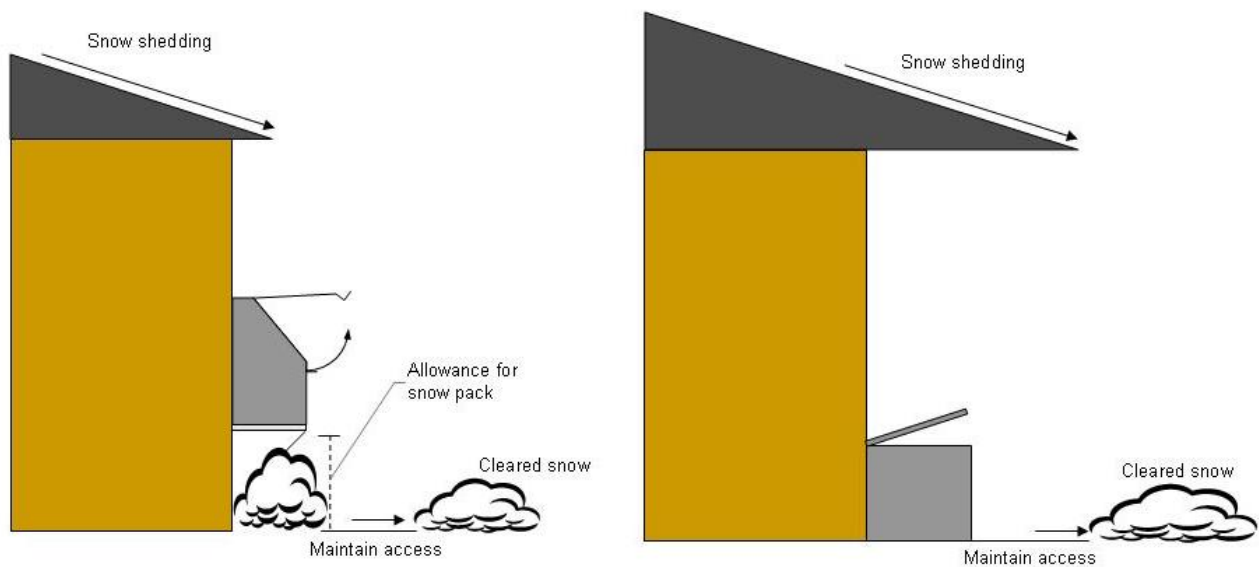 Snow shedding
Allowance for
snow pack
Cleared snow
Maintain access
Snow shedding
Cleared snow
Maintain access